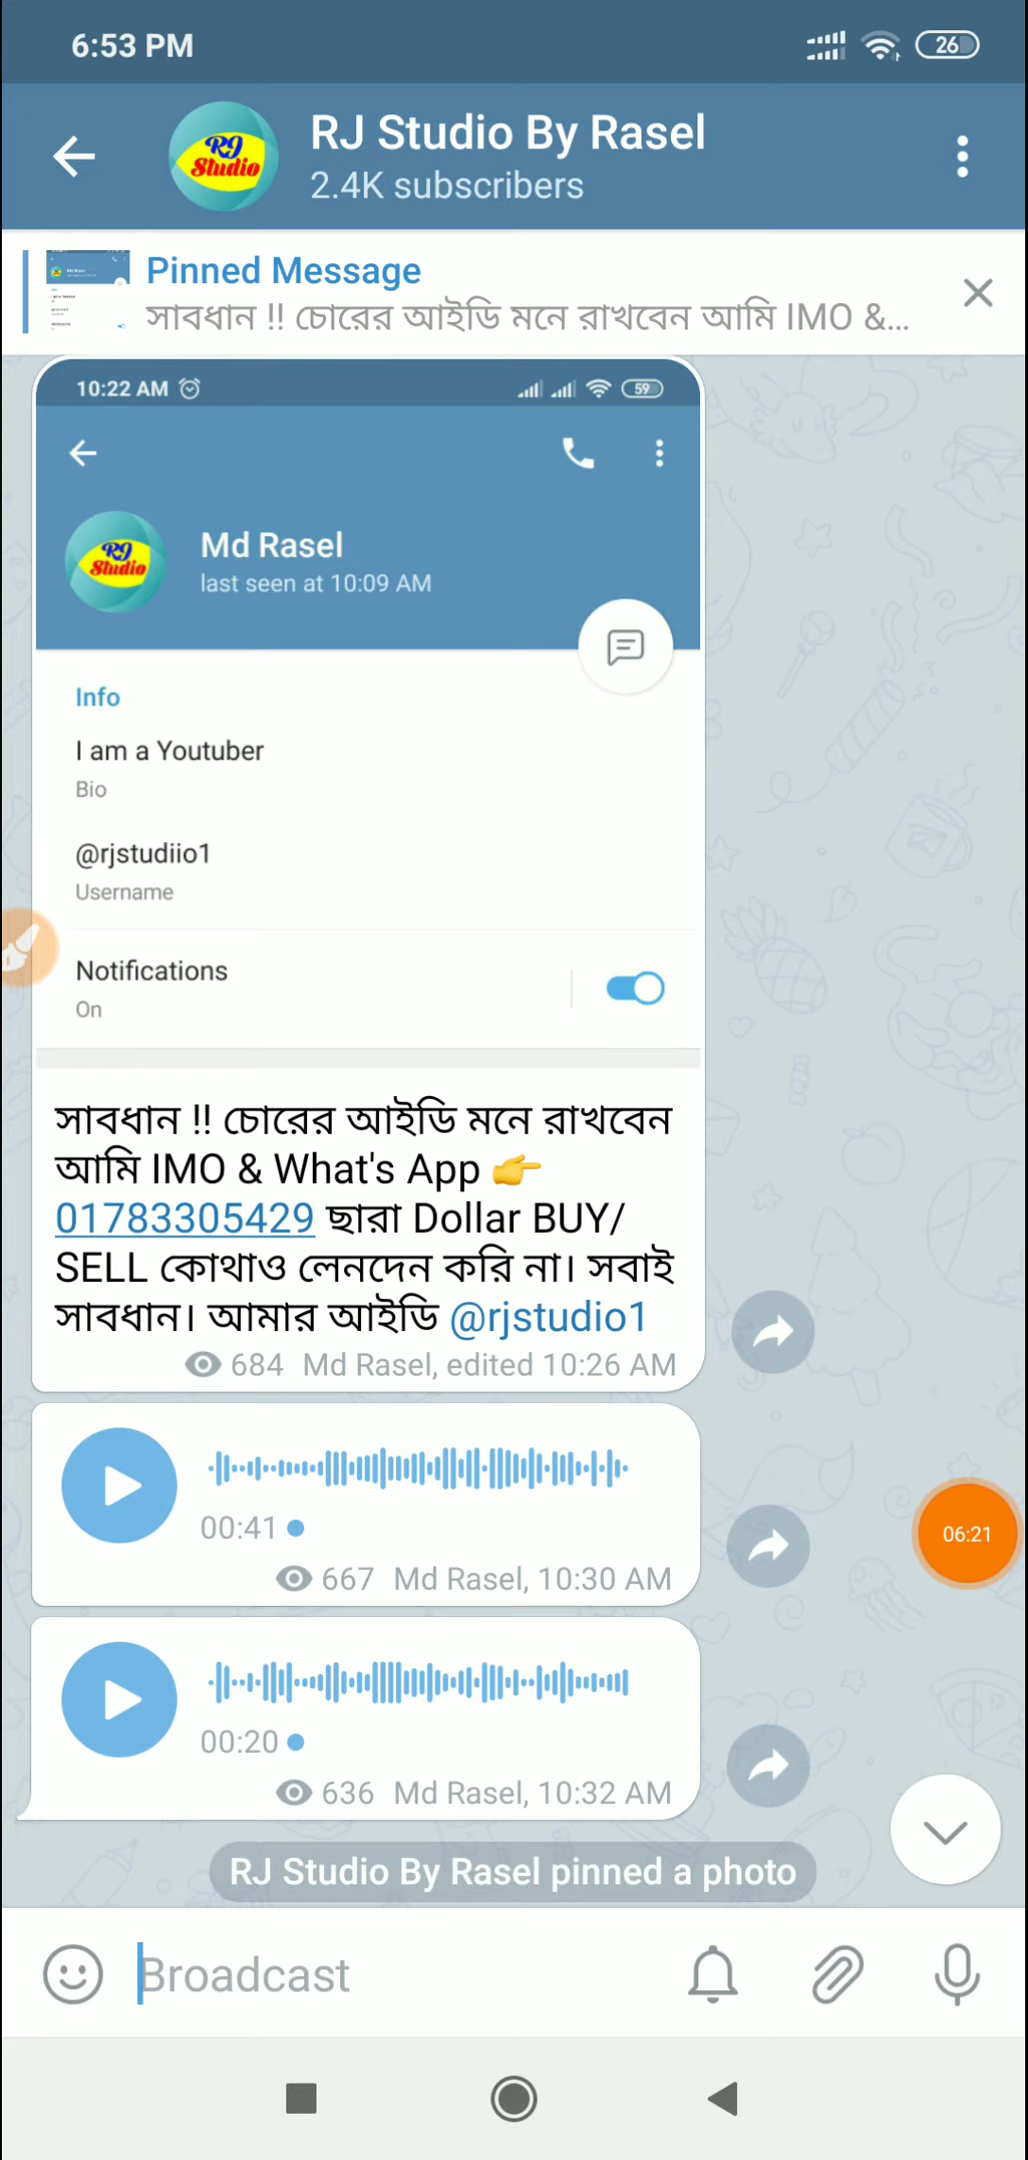 6:53 PM
26
RJ Studio
RJ Studio By Rasel
2.4K subscribers
Pinned Message
সাবধান !! চোরের আইডি মনে রাখবেন আমি IMO &...
10:22 AM
59
RJ Studio
Md Rasel
last seen at 10:09 AM
Info
I am a Youtuber
Bio
@rjstudiio1
Username
Notifications
On
সাবধান !! চোরের আইডি মনে রাখবেন
আমি IMO & What's App 👉
01783305429 ছারা Dollar BUY/
SELL কোথাও লেনদেন করি না। সবাই
সাবধান। আমার আইডি @rjstudio1
684 Md Rasel, edited 10:26 AM
00:41
667 Md Rasel, 10:30 AM
06:21
00:20
636 Md Rasel, 10:32 AM
RJ Studio By Rasel pinned a photo
Broadcast